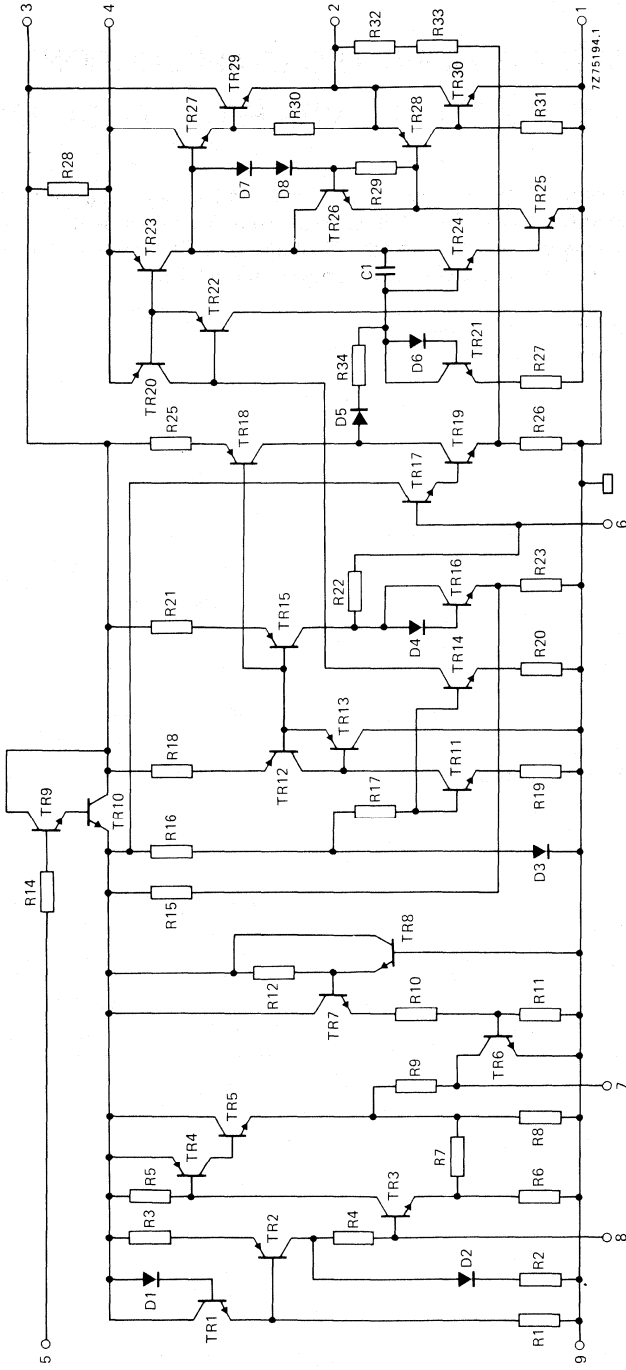 3
R14
TR9
5
R28
4
TR10
D1
R3
R5
TR4
R15
R16
R18
R21
R25
TR20
TR23
TR27
TR1
TR2
TR5
TR22
TR29
R12
TR12
TR15
TR18
D7
D8
R30
2
R4
TR3
TR7
TR13
R22
D5
R34
C1
TR26
R29
TR28
R32
R33
TR8
R17
D4
TR17
D6
TR24
R7
R9
R10
TR11
TR14
TR16
TR19
TR21
TR30
D2
TR6
TR25
R1
R2
R6
R8
R11
D3
R19
R20
R23
R26
R27
R31
9
1
7Z75194.1
8
7
6